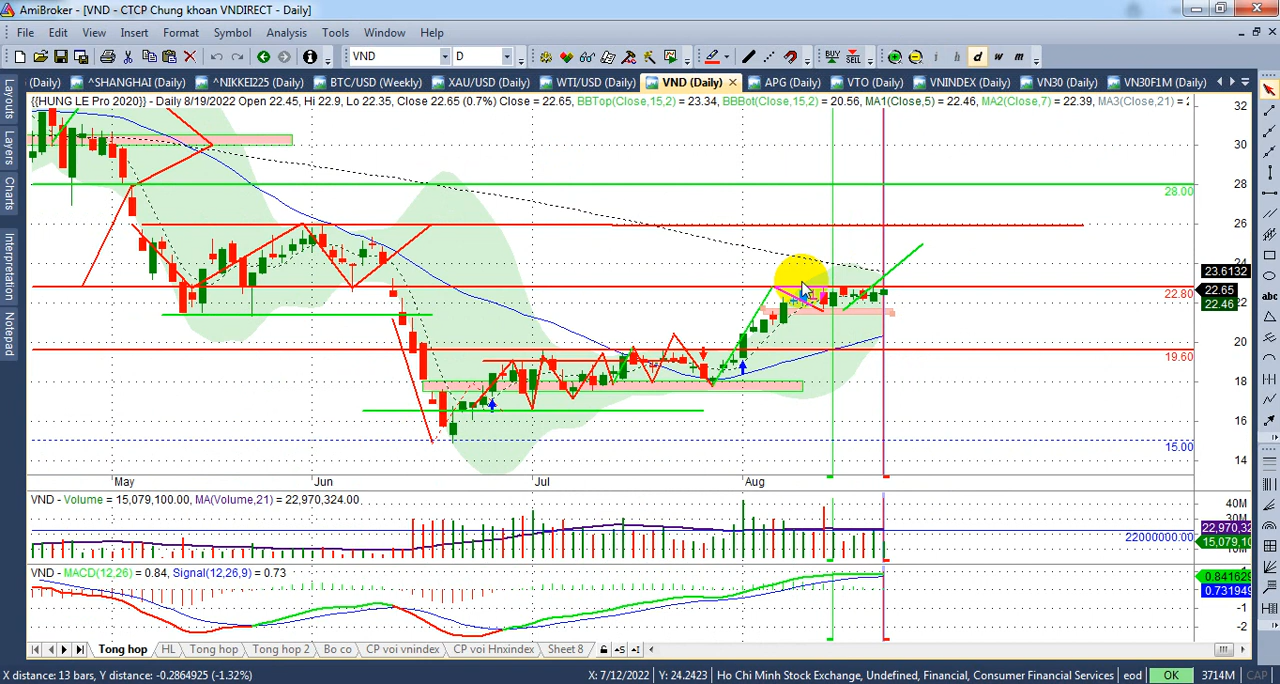 AmiBroker - [VND - CTCP Chung khoan VNDIRECT - Daily]
File Edit View Insert Format Symbol Analysis Tools Window Help
VND D BUY SELL i h d w m
(Daily) ^SHANGHAI (Daily) ^NIKKEI225 (Daily) BTC/USD (Weekly) XAU/USD (Daily) WTI/USD (Daily) VND (Daily) APG (Daily) VTO (Daily) VNINDEX (Daily) VN30 (Daily) VN30F1M (Daily)
{{HUNG LE Pro 2020}} - Daily 8/19/2022 Open 22.45, Hi 22.9, Lo 22.35, Close 22.65 (0.7%) Close = 22.65, BBTop(Close,15,2) = 23.34, BBBot(Close,15,2) = 20.56, MA1(Close,5) = 22.46, MA2(Close,7) = 22.39, MA3(Close,21) = 2
Layouts
Layers
Charts
Interpretation
Notepad
abc
32
30
28
28.00
26
24
23.6132
22.65
22.80
22
22.46
20
19.60
18
16
15.00
14
May Jun Jul Aug
VND - Volume = 15,079,100.00, MA(Volume,21) = 22,970,324.00
40M
30M
22,970,32
22000000.00
15,079,10
VND - MACD(12,26) = 0.84, Signal(12,26,9) = 0.73
0.841629
0.731949
-1
-2
Tong hop HL Tong hop Tong hop 2 Bo co CP voi vnindex CP voi Hnxindex Sheet 8
X distance: 13 bars, Y distance: -0.2864925 (-1.32%) X: 7/12/2022 Y: 24.2423 Ho Chi Minh Stock Exchange, Undefined, Financial, Consumer Financial Services eod OK 3714M CAP